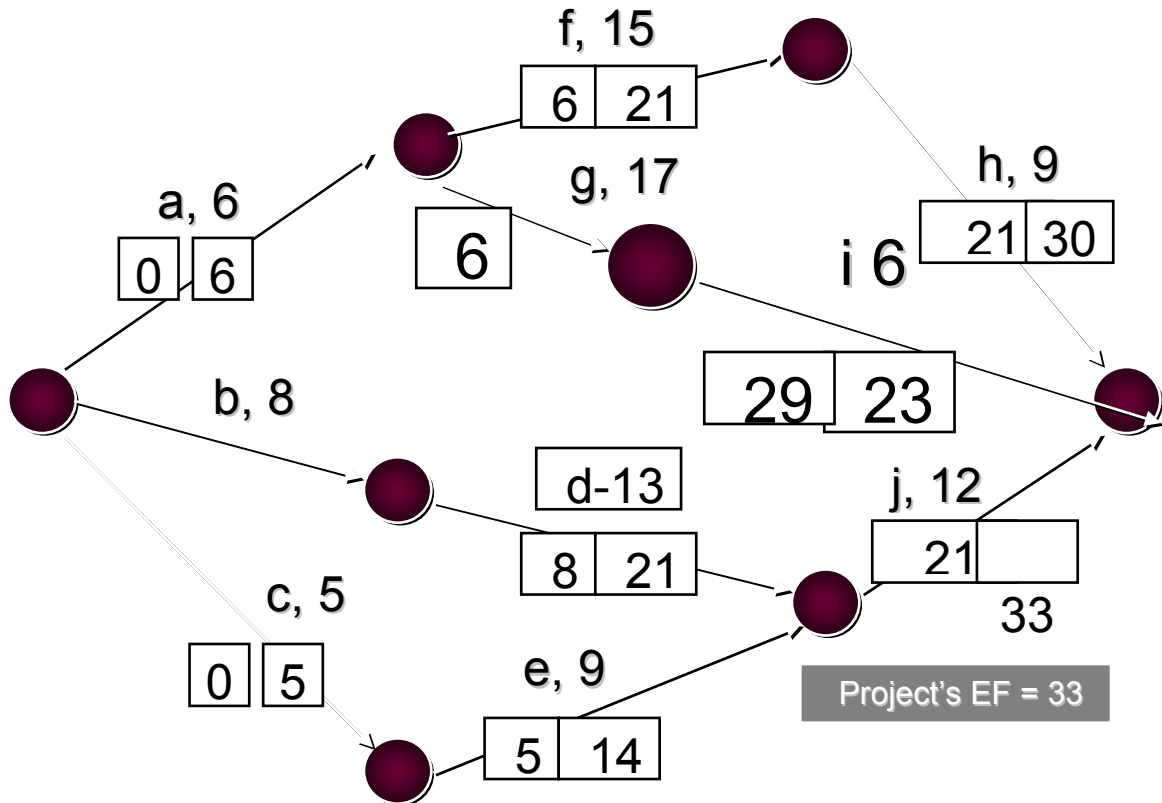 f, 15
6 21
a, 6
0 6
g, 17
6
h, 9
21 30
i 6
29 23
b, 8
d-13
8 21
j, 12
21
33
c, 5
0 5
e, 9
5 14
Project's EF = 33